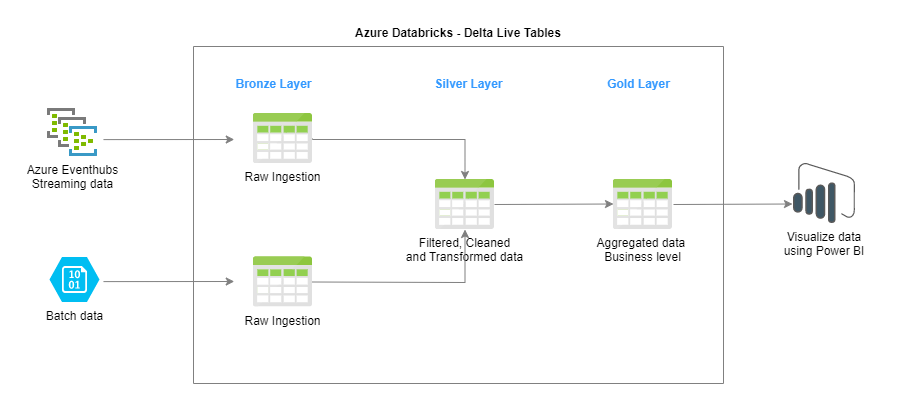 Azure Databricks - Delta Live Tables
Bronze Layer
Silver Layer
Gold Layer
Azure Eventhubs
Streaming data
Raw Ingestion
Filtered, Cleaned
and Transformed data
Aggregated data
Business level
Visualize data
using Power BI
10
01
Batch data
Raw Ingestion